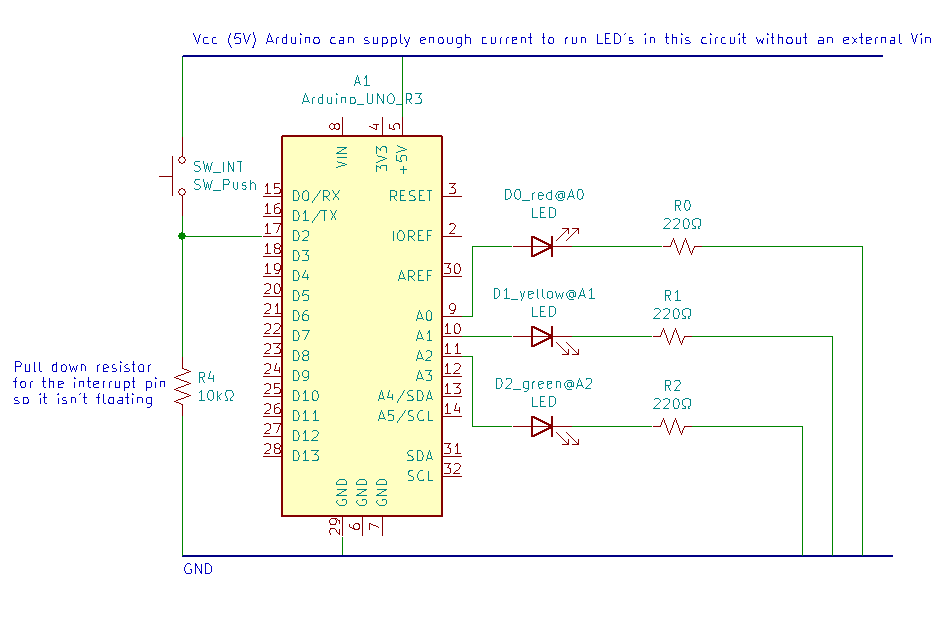 Vcc (5V) Arduino can supply enough current to run LED's in this circuit without an external Vin
A1
Arduino_UNO_R3
8
4
5
VIN
3V3
+5V
SW_INT
SW_Push
15 D0/RX
16 D1/TX
17 D2
18 D3
19 D4
20 D5
21 D6
22 D7
23 D8
24 D9
25 D10
26 D11
27 D12
28 D13
RESET 3
IOREF 2
AREF 30
A0 9
A1 10
A2 11
A3 12
A4/SDA 13
A5/SCL 14
SDA 31
SCL 32
GND
GND
GND
29
6
7
D0_red@A0
LED
R0
220Ω
D1_yellow@A1
LED
R1
220Ω
D2_green@A2
LED
R2
220Ω
Pull down resistor
for the interrupt pin
so it isn't floating
R4
10kΩ
GND